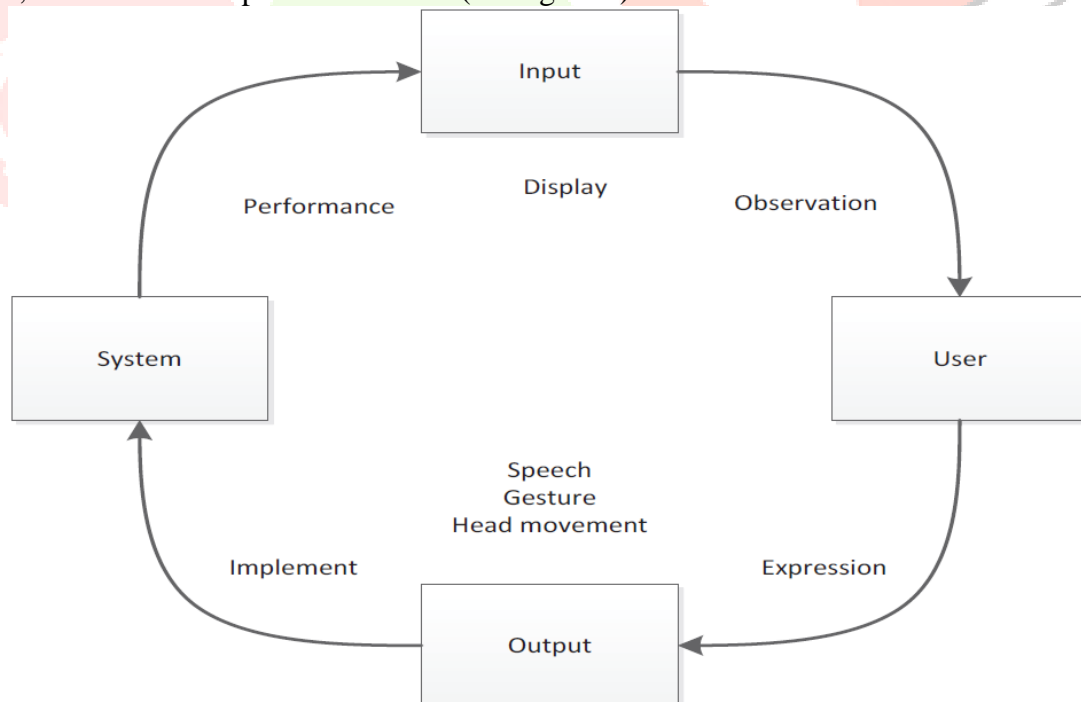 Input
Display
Performance
Observation
System
User
Speech
Gesture
Head movement
Implement
Expression
Output